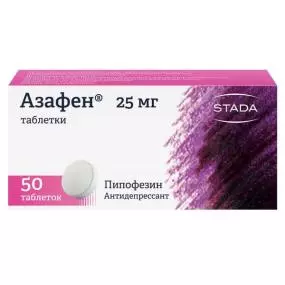 Азафен® 25 мг
таблетки
STADA
50
таблеток
Пипофезин
Антидепрессант